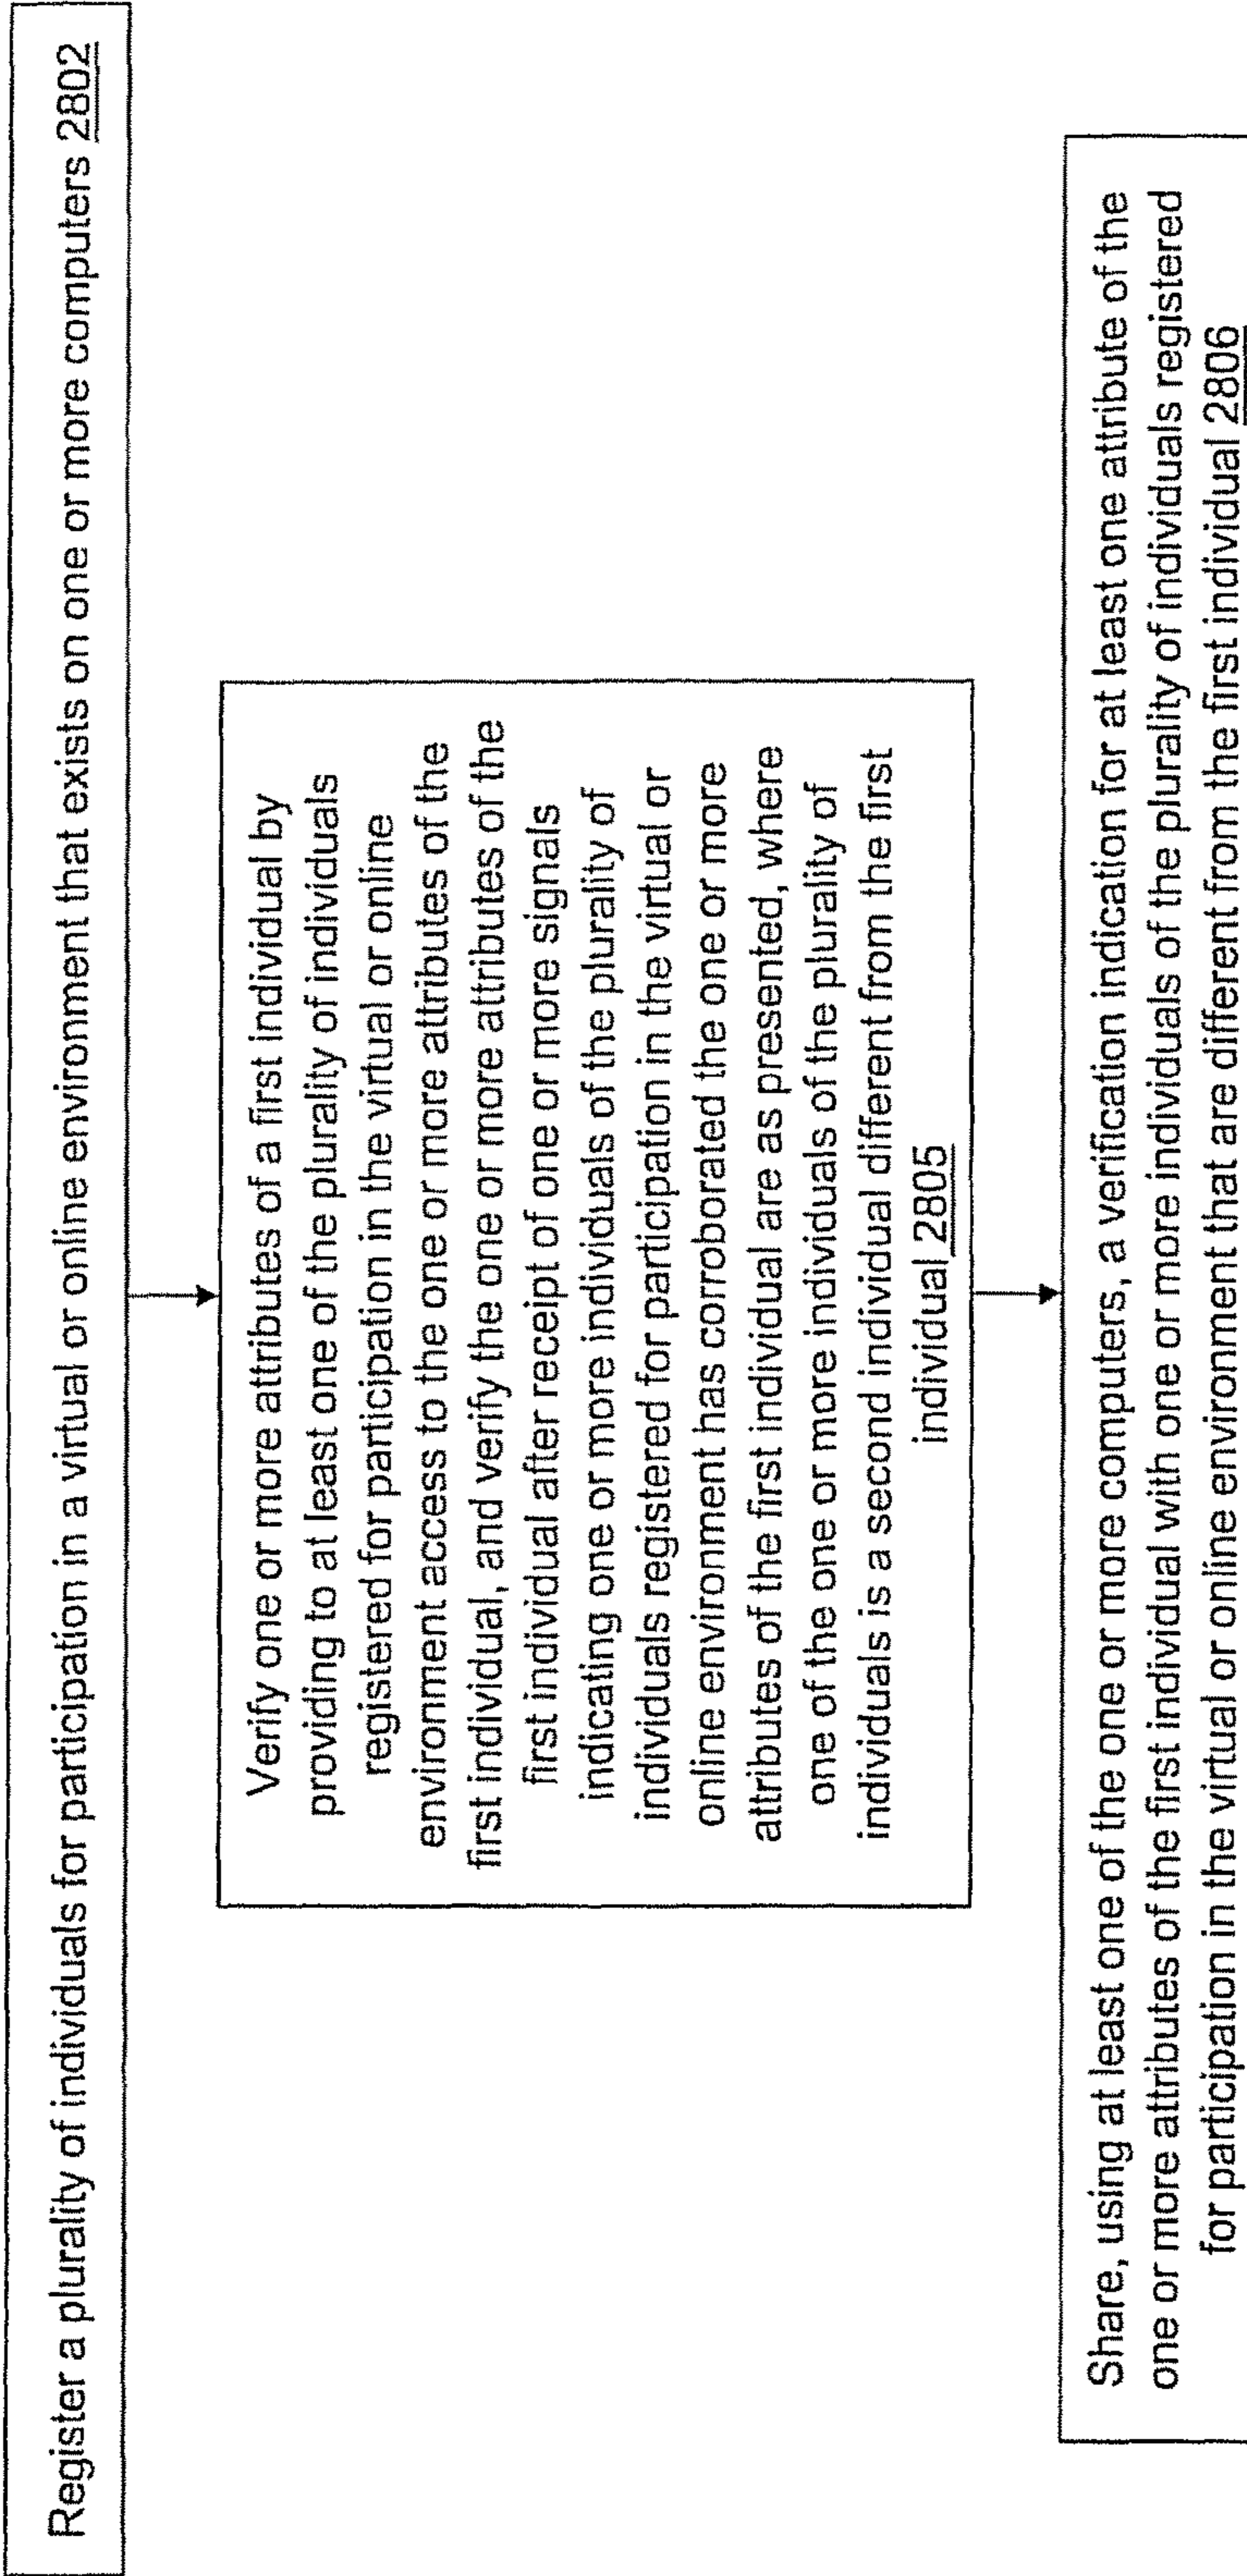 Register a plurality of individuals for participation in a virtual or online environment that exists on one or more computers 2802
Verify one or more attributes of a first individual by
providing to at least one of the plurality of individuals
registered for participation in the virtual or online
environment access to the one or more attributes of the
first individual, and verify the one or more attributes of the
first individual after receipt of one or more signals
indicating one or more individuals of the plurality of
individuals registered for participation in the virtual or
online environment has corroborated the one or more
attributes of the first individual are as presented, where
one of the one or more individuals of the plurality of
individuals is a second individual different from the first
individual 2805
Share, using at least one of the one or more computers, a verification indication for at least one attribute of the
one or more attributes of the first individual with one or more individuals of the plurality of individuals registered
for participation in the virtual or online environment that are different from the first individual 2806